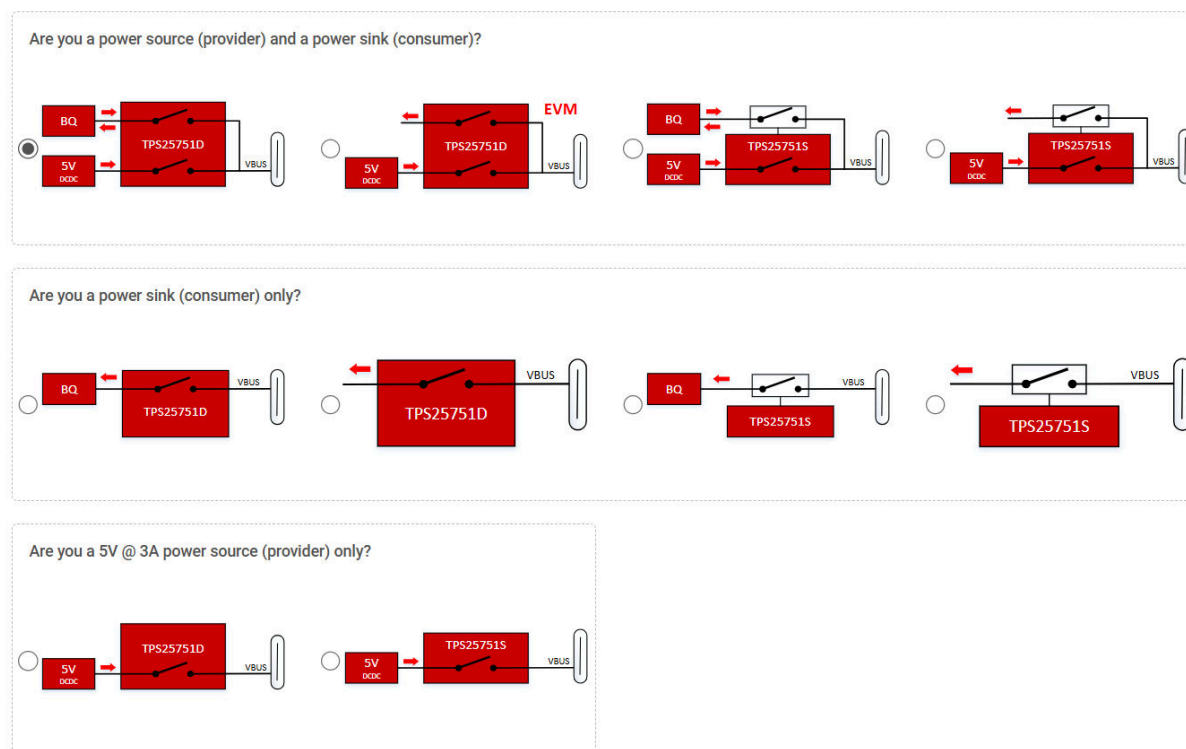 Are you a power source (provider) and a power sink (consumer)?
BQ
TPS25751D
5V
DCDC
VBUS
EVM
TPS25751D
5V
DCDC
VBUS
BQ
TPS25751S
5V
DCDC
VBUS
TPS25751S
5V
DCDC
VBUS
Are you a power sink (consumer) only?
BQ
VBUS
TPS25751D
VBUS
TPS25751D
BQ
VBUS
TPS25751S
VBUS
TPS25751S
Are you a 5V @ 3A power source (provider) only?
TPS25751D
5V
DCDC
VBUS
TPS25751S
5V
DCDC
VBUS